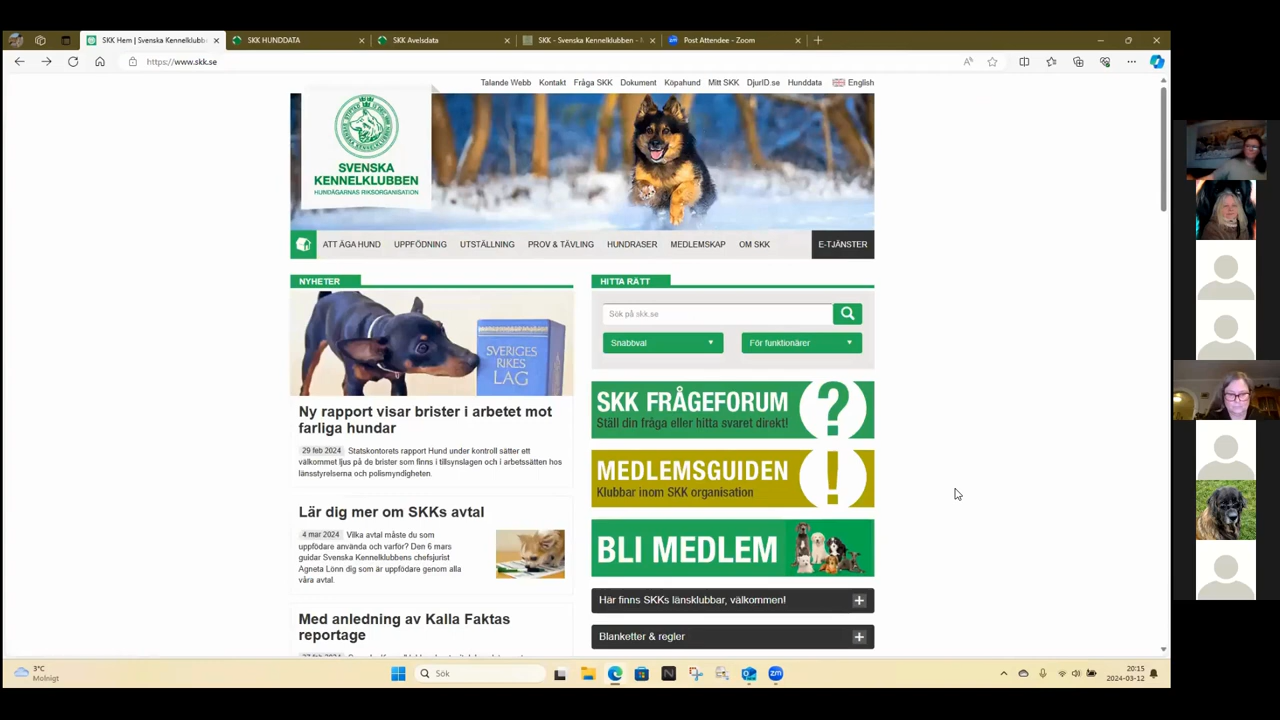 SKK Hem | Svenska Kennelklubbe
SKK HUNDDATA
SKK Avelsdata
SKK - Svenska Kennelklubben -
Post Attendee - Zoom
https://www.skk.se
Talande Webb Kontakt Fråga SKK Dokument Köpahund Mitt SKK DjurID.se Hunddata English
SVENSKA
KENNELKLUBBEN
HUNDÄGARNAS RIKSORGANISATION
ATT ÄGA HUND UPPFÖDNING UTSTÄLLNING PROV & TÄVLING HUNDRASER MEDLEMSKAP OM SKK E-TJÄNSTER
NYHETER
SVERIGES
RIKES
LAG
Ny rapport visar brister i arbetet mot
farliga hundar
29 feb 2024 Statskontorets rapport Hund under kontroll sätter ett
välkommet ljus på de brister som finns i tillsynslagen och i arbetssätten hos
länsstyrelserna och polismyndigheten.
Lär dig mer om SKKs avtal
4 mar 2024 Vilka avtal måste du som
uppfödare använda och varför? Den 6 mars
guidar Svenska Kennelklubbens chefsjurist
Agneta Lönn dig som är uppfödare genom alla
våra avtal.
Med anledning av Kalla Faktas
reportage
HITTA RÄTT
Sök på skk.se
Snabbval
För funktionärer
SKK FRÅGEFORUM
Ställ din fråga eller hitta svaret direkt!
?
MEDLEMSGUIDEN
Klubbar inom SKK organisation
!
BLI MEDLEM
Här finns SKKs länsklubbar, välkommen!
Blanketter & regler
3°C
Molnigt
Sök
20:15
2024-03-12